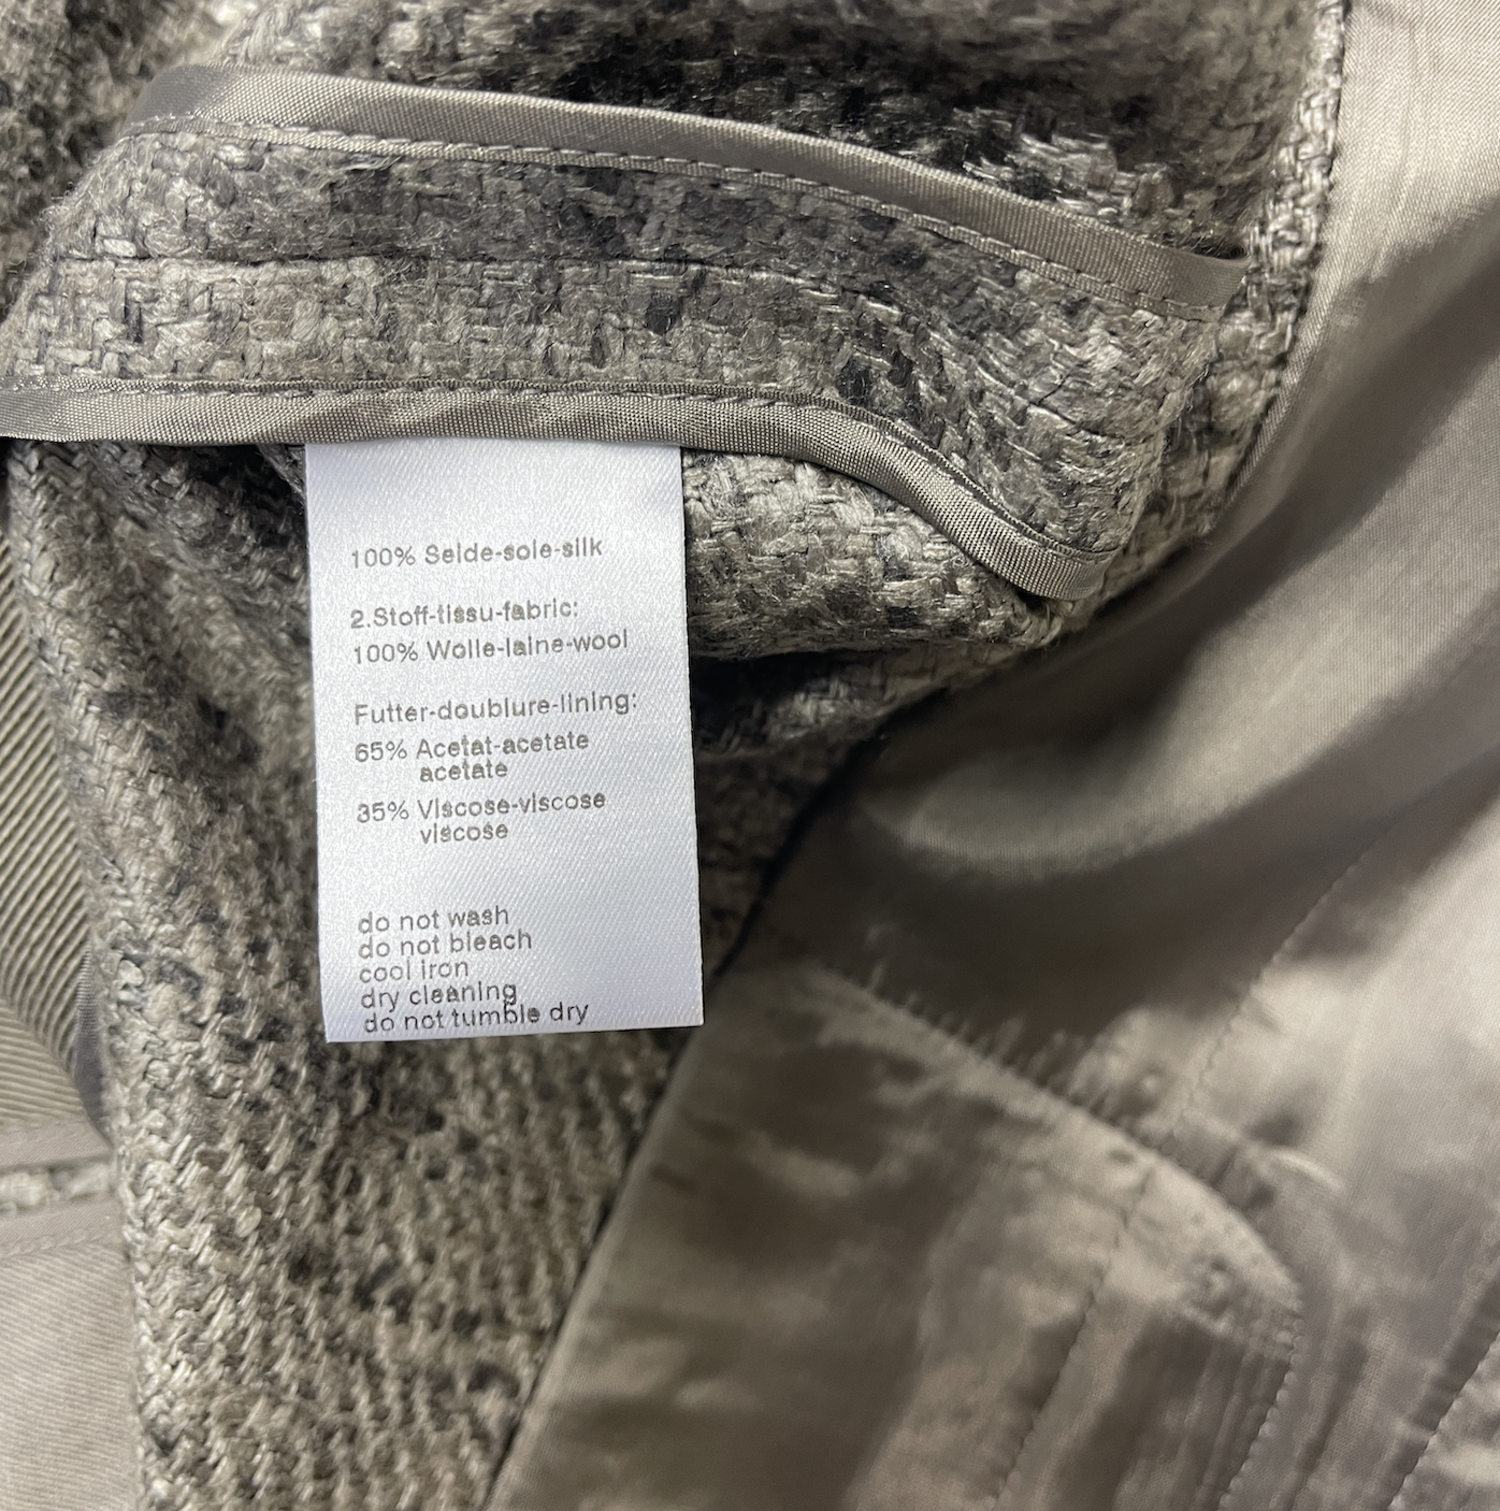 100% Seide-soie-silk
2.Stoff-tissu-fabric:
100% Wolle-laine-wool
Futter-doublure-lining:
65% Acetat-acetate
acetate
35% Viscose-viscose
viscose
do not wash
do not bleach
cool iron
dry cleaning
do not tumble dry